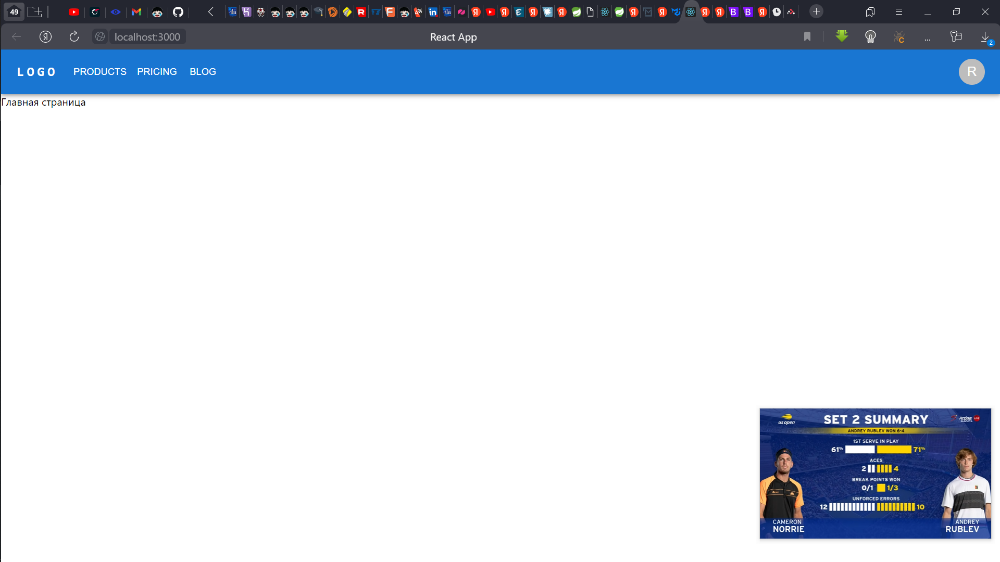 49
localhost:3000
React App
...
2
LOGO PRODUCTS PRICING BLOG
R
Главная страница
us open
SET 2 SUMMARY
LIVE
ANDREY RUBLEV WON 6-4
1ST SERVE IN PLAY
61% 71%
ACES
2 4
BREAK POINTS WON
0/1 1/3
UNFORCED ERRORS
12 10
CAMERON
NORRIE
ANDREY
RUBLEV